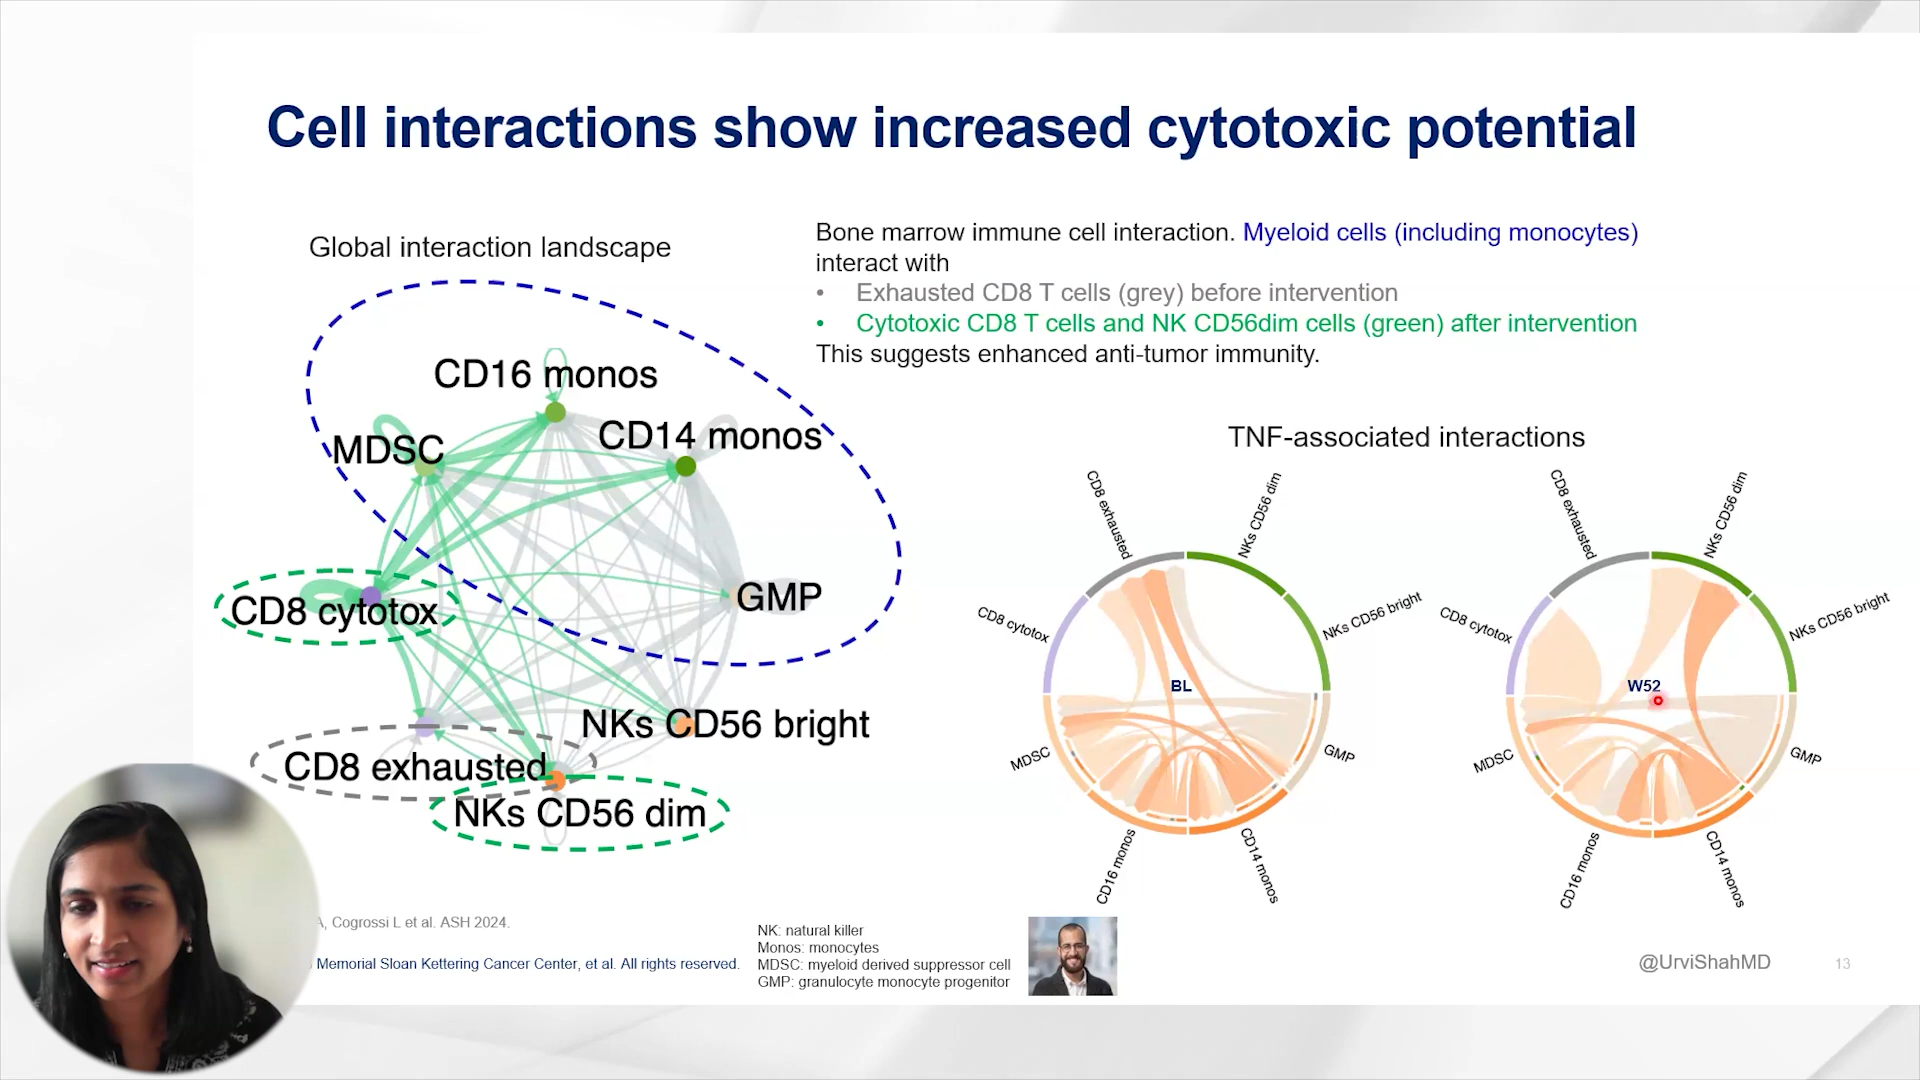 Cell interactions show increased cytotoxic potential
Global interaction landscape
CD16 monos
CD14 monos
MDSC
GMP
CD8 cytotox
NKs CD56 bright
CD8 exhausted
NKs CD56 dim
Bone marrow immune cell interaction. Myeloid cells (including monocytes)
interact with
• Exhausted CD8 T cells (grey) before intervention
• Cytotoxic CD8 T cells and NK CD56dim cells (green) after intervention
This suggests enhanced anti-tumor immunity.
TNF-associated interactions
CD8 exhausted
NKs CD56 dim
CD8 cytotox
NKs CD56 bright
BL
MDSC
GMP
CD16 monos
CD14 monos
CD8 exhausted
NKs CD56 dim
CD8 cytotox
NKs CD56 bright
W52
MDSC
GMP
CD16 monos
CD14 monos
, Cogrossi L et al. ASH 2024.
Memorial Sloan Kettering Cancer Center, et al. All rights reserved.
NK: natural killer
Monos: monocytes
MDSC: myeloid derived suppressor cell
GMP: granulocyte monocyte progenitor
@UrviShahMD
13